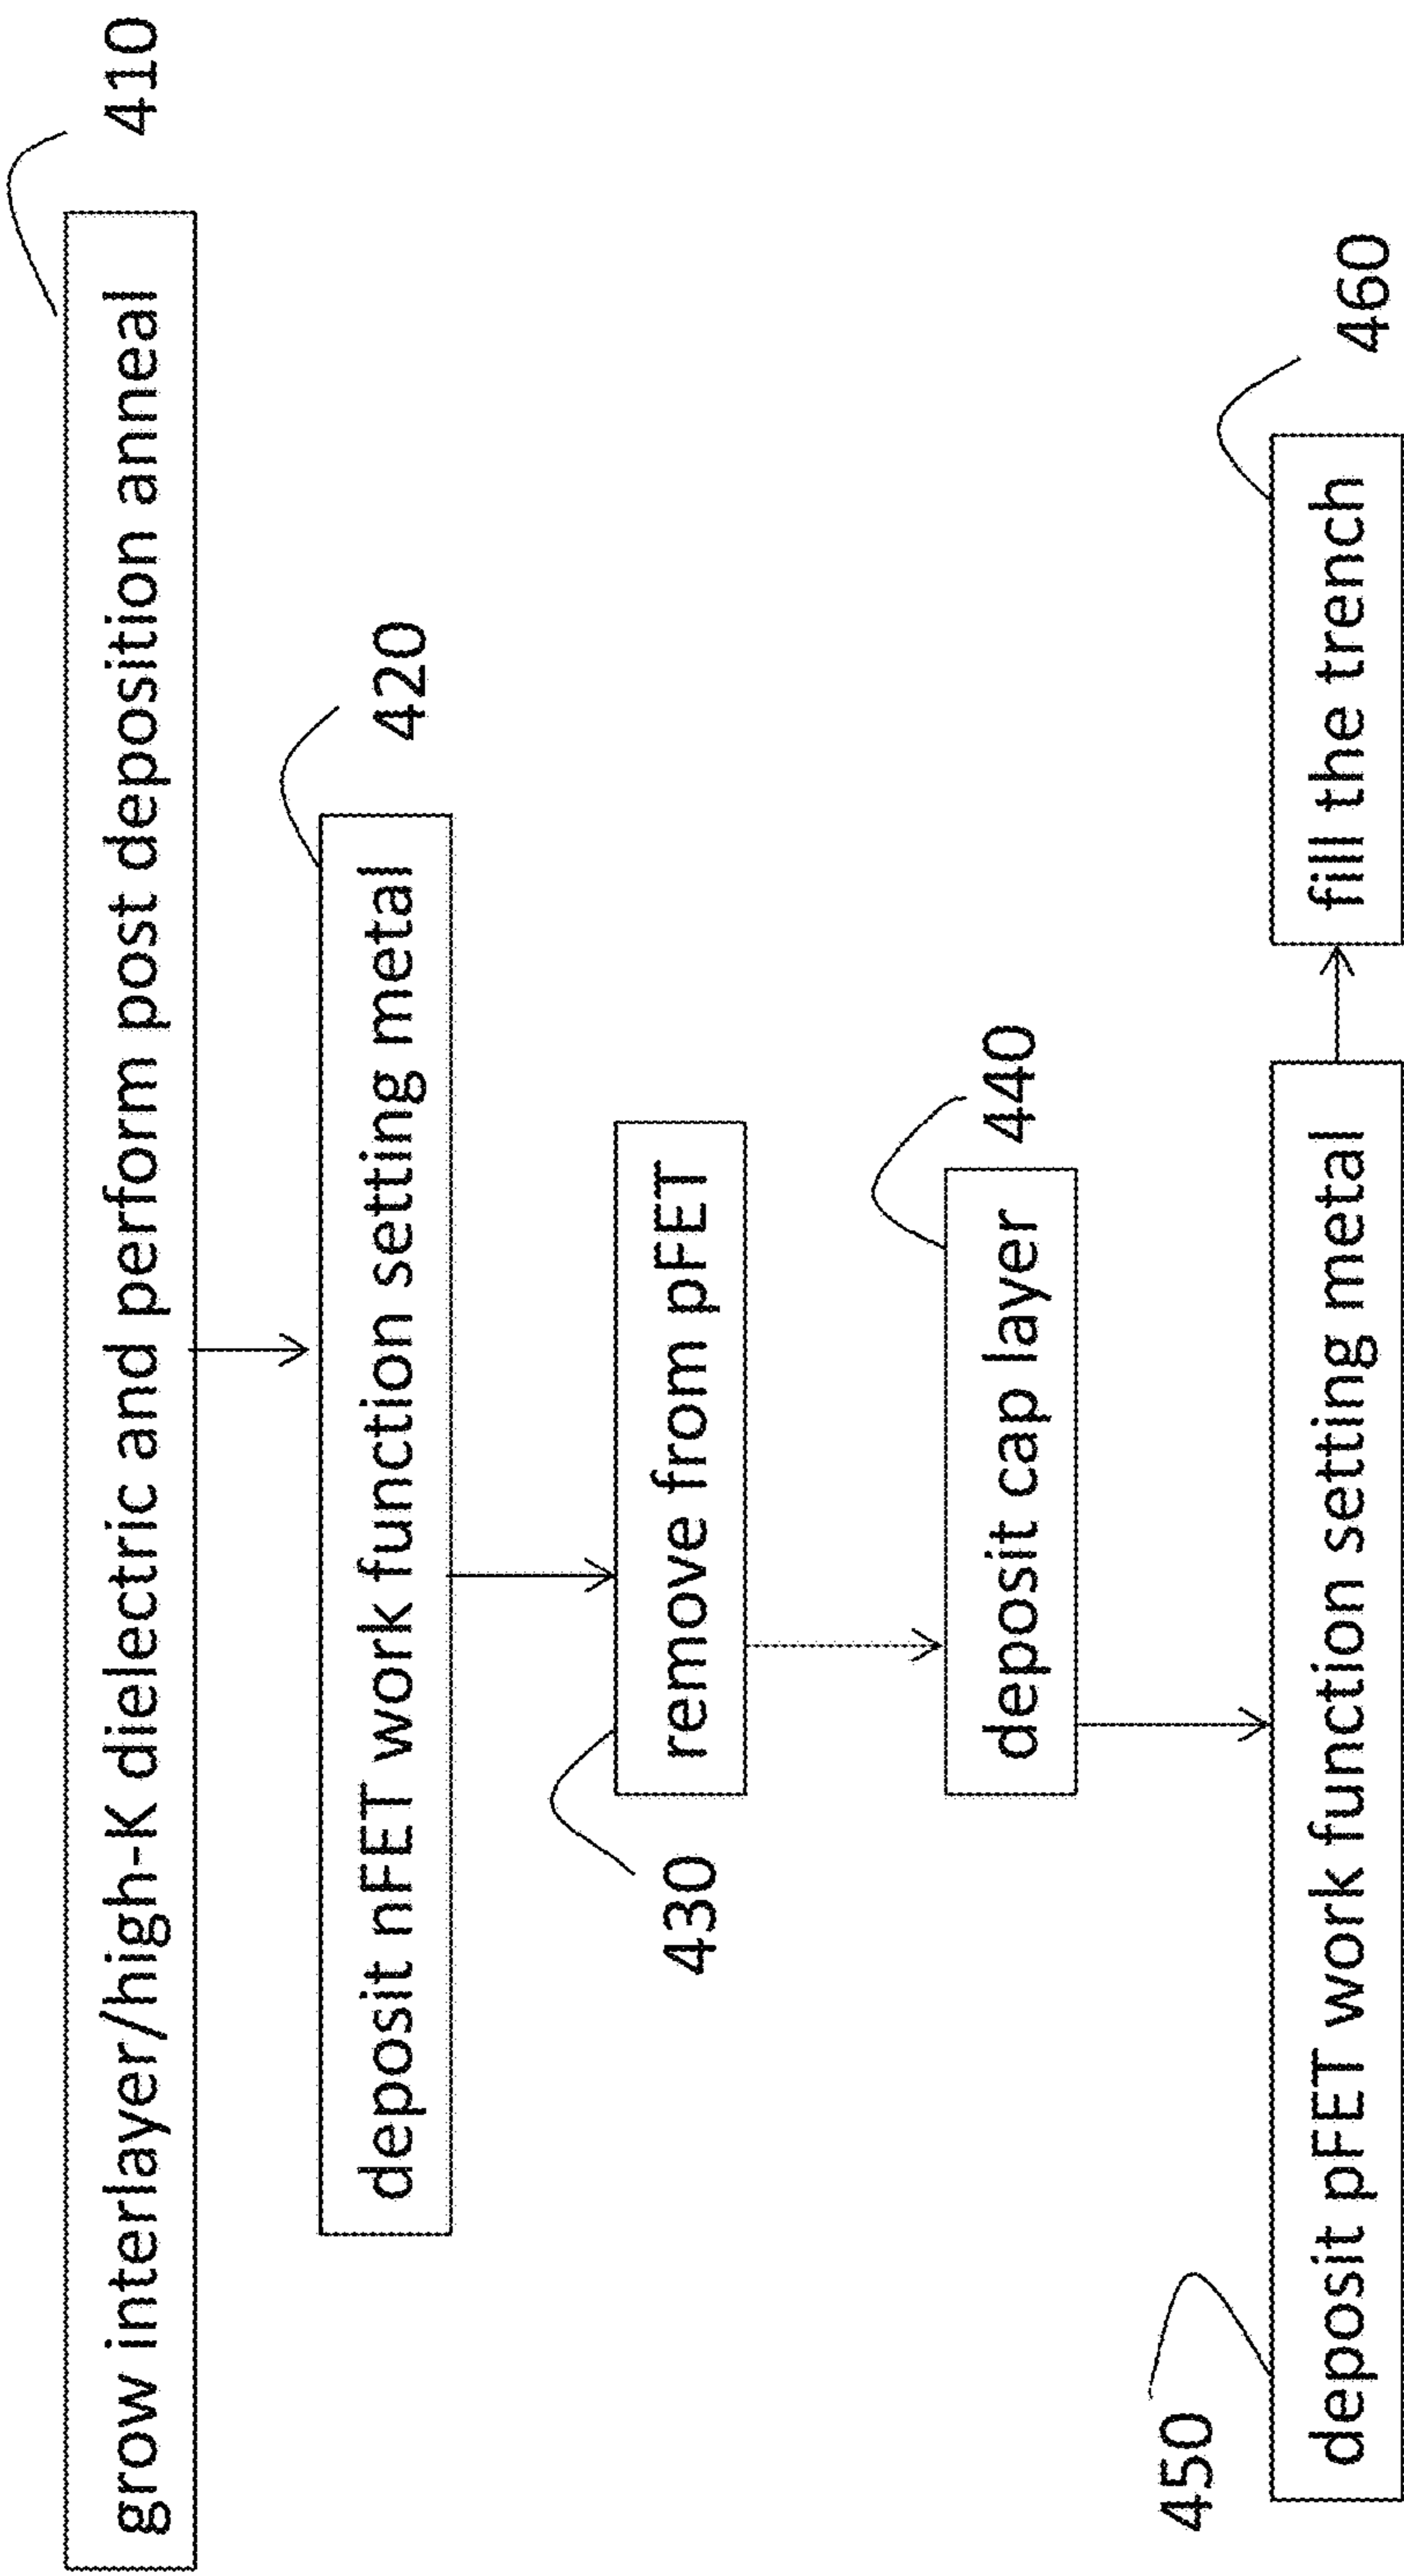 410
grow interlayer/high-K dielectric and perform post deposition anneal
420
deposit nFET work function setting metal
430
remove from pFET
440
deposit cap layer
450
deposit pFET work function setting metal
460
fill the trench